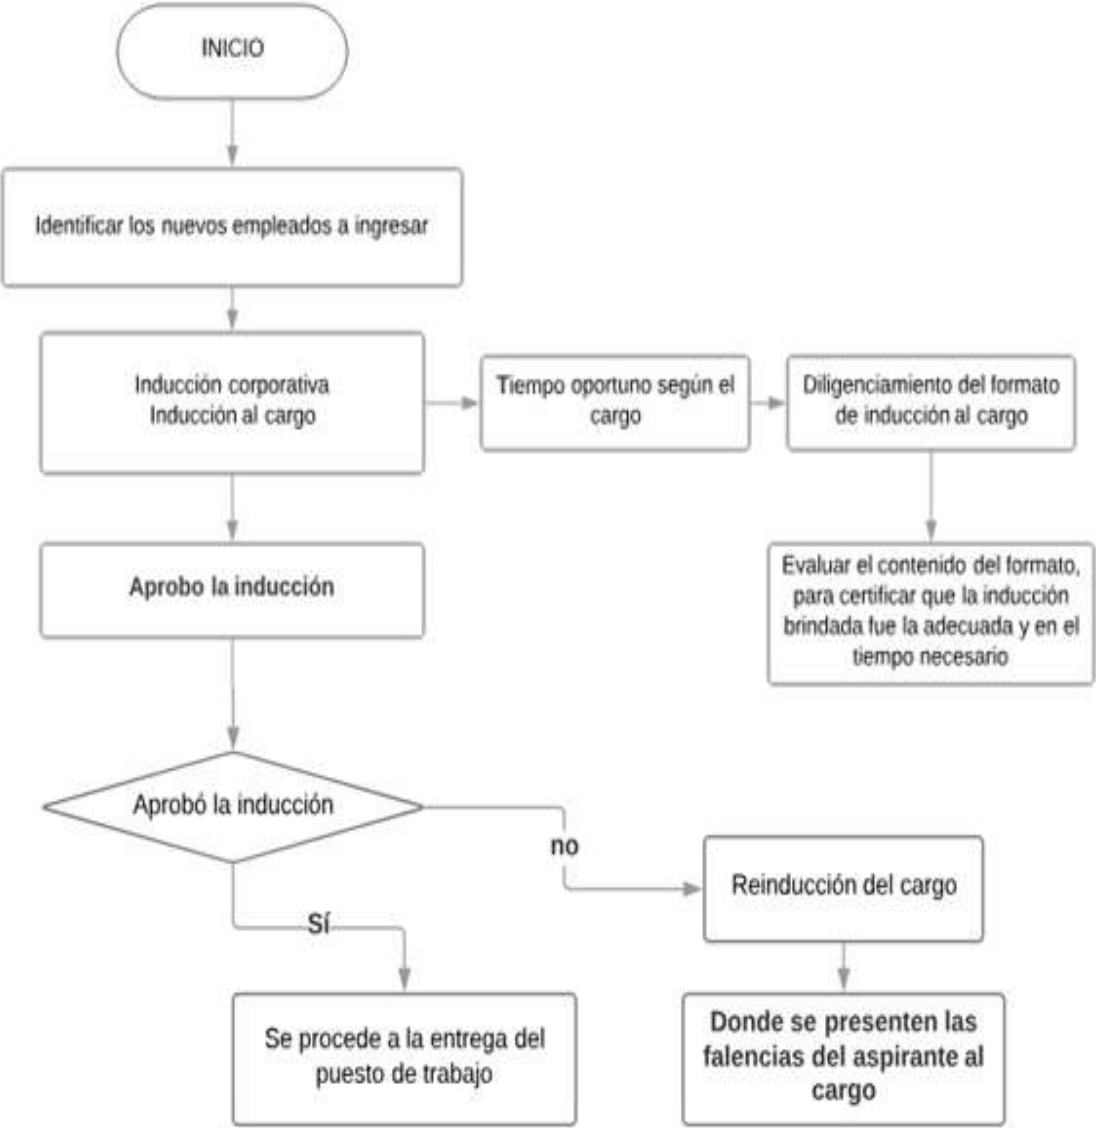 INICIO
Identificar los nuevos empleados a ingresar
Inducción corporativa
Inducción al cargo
Tiempo oportuno según el
cargo
Diligenciamiento del formato
de inducción al cargo
Aprobo la inducción
Evaluar el contenido del formato,
para certificar que la inducción
brindada fue la adecuada y en el
tiempo necesario
Aprobó la inducción
no
Reinducción del cargo
Sí
Se procede a la entrega del
puesto de trabajo
Donde se presenten las
falencias del aspirante al
cargo